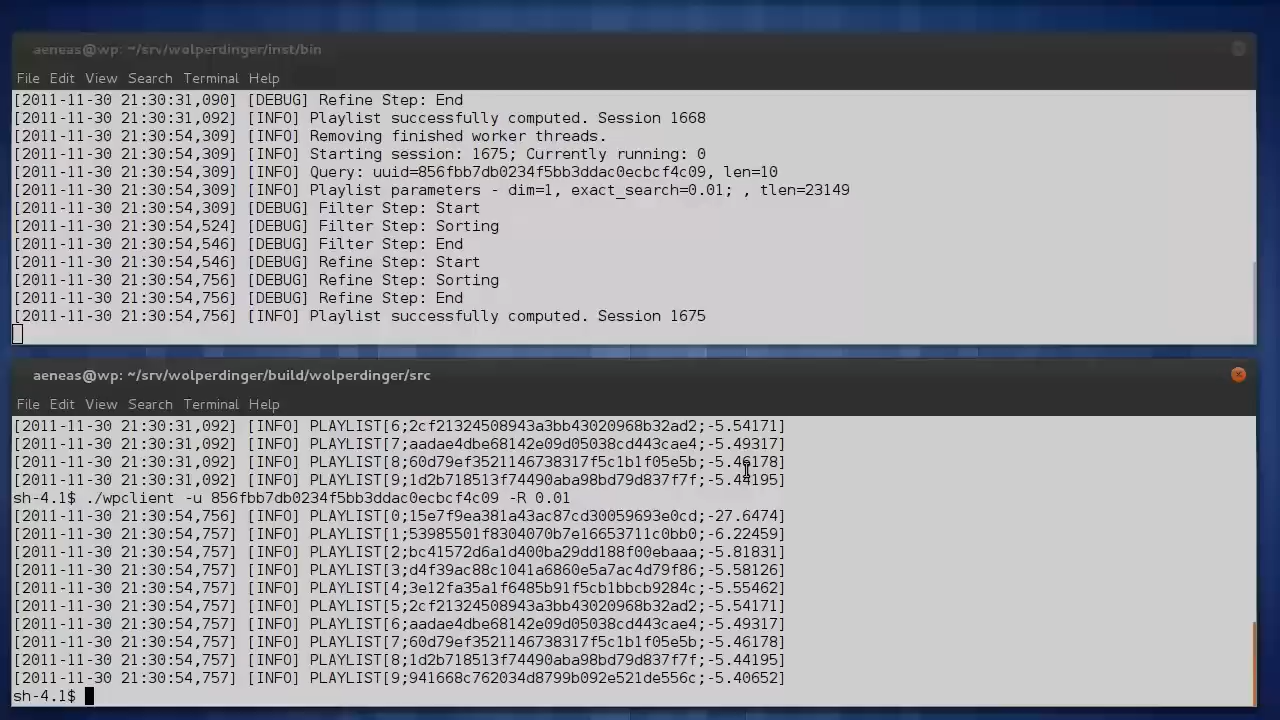 aeneas@wp: ~/srv/wolperdinger/inst/bin
File Edit View Search Terminal Help
[2011-11-30 21:30:31,090] [DEBUG] Refine Step: End
[2011-11-30 21:30:31,092] [INFO] Playlist successfully computed. Session 1668
[2011-11-30 21:30:54,309] [INFO] Removing finished worker threads.
[2011-11-30 21:30:54,309] [INFO] Starting session: 1675; Currently running: 0
[2011-11-30 21:30:54,309] [INFO] Query: uuid=856fbb7db0234f5bb3ddac0ecbcf4c09, len=10
[2011-11-30 21:30:54,309] [INFO] Playlist parameters - dim=1, exact_search=0.01; , tlen=23149
[2011-11-30 21:30:54,309] [DEBUG] Filter Step: Start
[2011-11-30 21:30:54,524] [DEBUG] Filter Step: Sorting
[2011-11-30 21:30:54,546] [DEBUG] Filter Step: End
[2011-11-30 21:30:54,546] [DEBUG] Refine Step: Start
[2011-11-30 21:30:54,756] [DEBUG] Refine Step: Sorting
[2011-11-30 21:30:54,756] [DEBUG] Refine Step: End
[2011-11-30 21:30:54,756] [INFO] Playlist successfully computed. Session 1675
aeneas@wp: ~/srv/wolperdinger/build/wolperdinger/src
File Edit View Search Terminal Help
[2011-11-30 21:30:31,092] [INFO] PLAYLIST[6;2cf21324508943a3bb43020968b32ad2;-5.54171]
[2011-11-30 21:30:31,092] [INFO] PLAYLIST[7;aadae4dbe68142e09d05038cd443cae4;-5.49317]
[2011-11-30 21:30:31,092] [INFO] PLAYLIST[8;60d79ef3521146738317f5c1b1f05e5b;-5.46178]
[2011-11-30 21:30:31,092] [INFO] PLAYLIST[9;1d2b718513f74490aba98bd79d837f7f;-5.44195]
sh-4.1$ ./wpclient -u 856fbb7db0234f5bb3ddac0ecbcf4c09 -R 0.01
[2011-11-30 21:30:54,756] [INFO] PLAYLIST[0;15e7f9ea381a43ac87cd30059693e0cd;-27.6474]
[2011-11-30 21:30:54,757] [INFO] PLAYLIST[1;53985501f8304070b7e16653711c0bb0;-6.22459]
[2011-11-30 21:30:54,757] [INFO] PLAYLIST[2;bc41572d6a1d400ba29dd188f00ebaaa;-5.81831]
[2011-11-30 21:30:54,757] [INFO] PLAYLIST[3;d4f39ac88c1041a6860e5a7ac4d79f86;-5.58126]
[2011-11-30 21:30:54,757] [INFO] PLAYLIST[4;3e12fa35a1f6485b91f5cb1bbcb9284c;-5.55462]
[2011-11-30 21:30:54,757] [INFO] PLAYLIST[5;2cf21324508943a3bb43020968b32ad2;-5.54171]
[2011-11-30 21:30:54,757] [INFO] PLAYLIST[6;aadae4dbe68142e09d05038cd443cae4;-5.49317]
[2011-11-30 21:30:54,757] [INFO] PLAYLIST[7;60d79ef3521146738317f5c1b1f05e5b;-5.46178]
[2011-11-30 21:30:54,757] [INFO] PLAYLIST[8;1d2b718513f74490aba98bd79d837f7f;-5.44195]
[2011-11-30 21:30:54,757] [INFO] PLAYLIST[9;941668c762034d8799b092e521de556c;-5.40652]
sh-4.1$